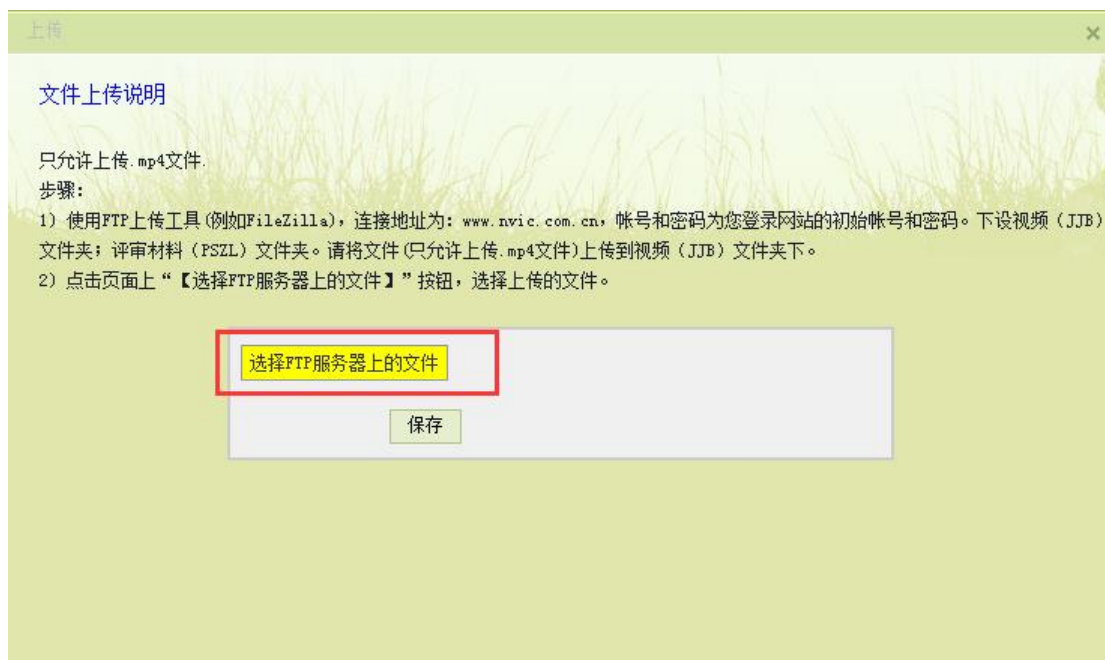 上传
文件上传说明
只允许上传.mp4文件.
步骤：
1）使用FTP上传工具(例如FileZilla)，连接地址为：www.nvic.com.cn，帐号和密码为您登录网站的初始帐号和密码。下设视频（JJB）
文件夹；评审材料（PSZL）文件夹。请将文件(只允许上传.mp4文件)上传到视频（JJB）文件夹下。
2）点击页面上“【选择FTP服务器上的文件】”按钮，选择上传的文件。
选择FTP服务器上的文件
保存